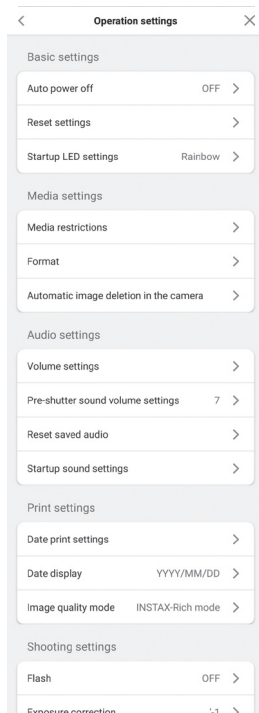 Operation settings
Basic settings
Auto power off OFF
Reset settings
Startup LED settings Rainbow
Media settings
Media restrictions
Format
Automatic image deletion in the camera
Audio settings
Volume settings
Pre-shutter sound volume settings 7
Reset saved audio
Startup sound settings
Print settings
Date print settings
Date display YYYY/MM/DD
Image quality mode INSTAX-Rich mode
Shooting settings
Flash OFF
Exposure correction '-1